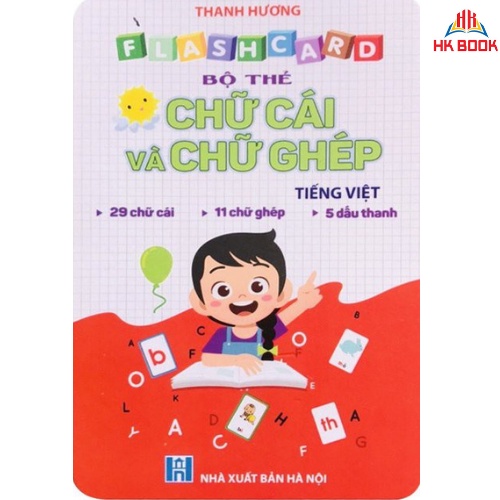 THANH HƯƠNG
HK BOOK
FLASHCARD
BỘ THẺ
CHỮ CÁI
VÀ CHỮ GHÉP
TIẾNG VIỆT
29 chữ cái 11 chữ ghép 5 dấu thanh
A
B
C
b
F
E
D
B
A
C
F
C
O
L
Y
A
C
H
th
A
F
C
NHÀ XUẤT BẢN HÀ NỘI